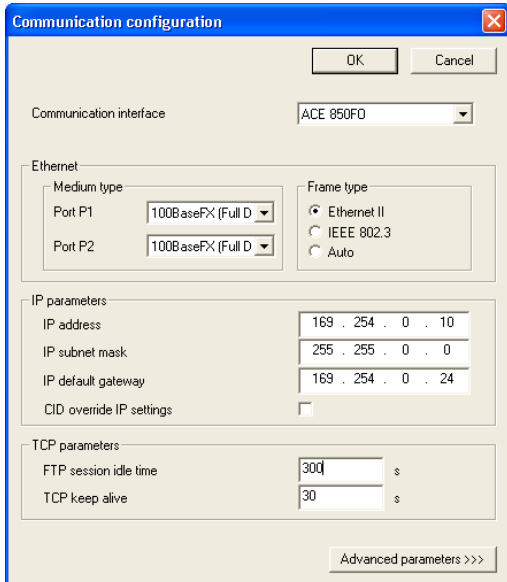 Communication configuration
OK Cancel
Communication interface ACE 850FO
Ethernet
Medium type Frame type
Port P1 100BaseFX (Full D Ethernet II
IEEE 802.3
Port P2 100BaseFX (Full D Auto
IP parameters
IP address 169 . 254 . 0 . 10
IP subnet mask 255 . 255 . 0 . 0
IP default gateway 169 . 254 . 0 . 24
CID override IP settings
TCP parameters
FTP session idle time 300 s
TCP keep alive 30 s
Advanced parameters >>>